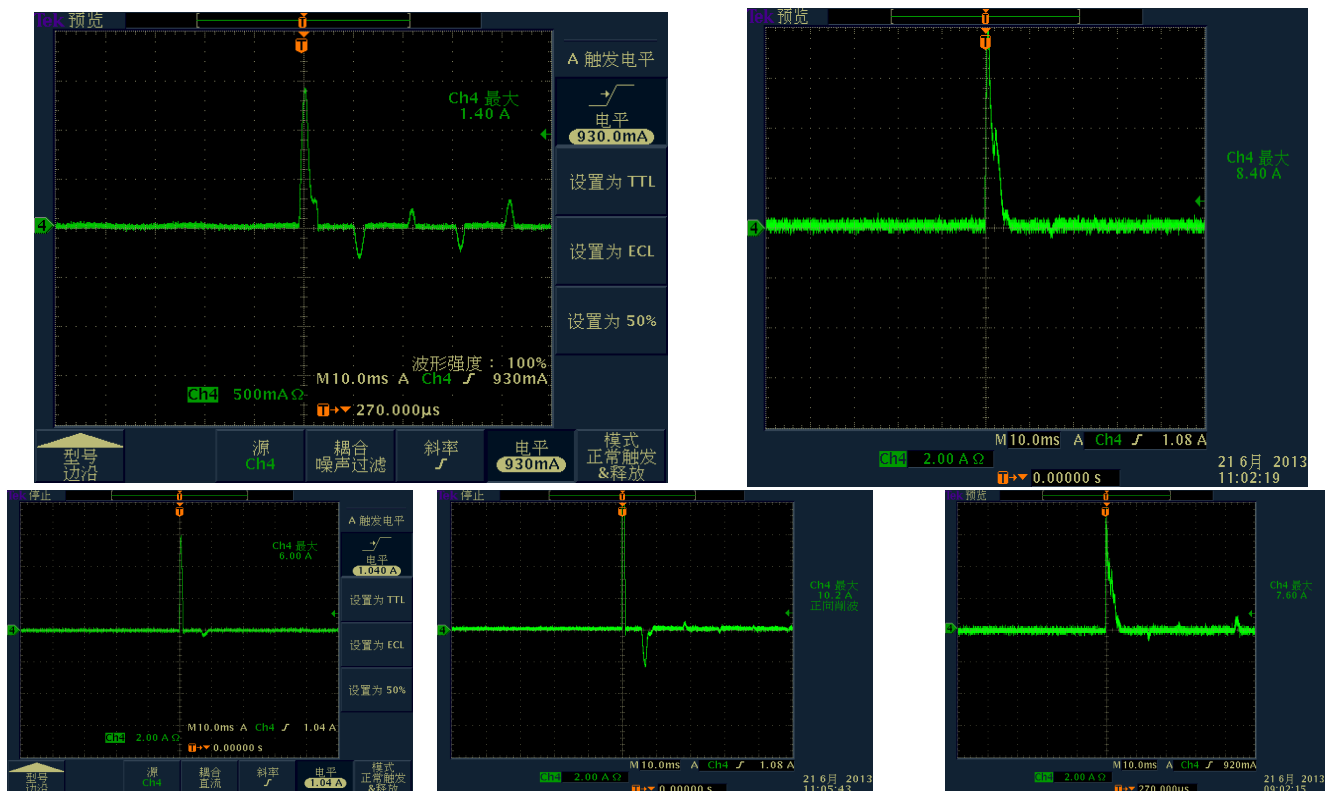 Tek 预览
T
T
A 触发电平
Ch4 最大
1.40 A
电平
930.0mA
设置为 TTL
设置为 ECL
设置为 50%
4
波形强度： 100%
M10.0ms A Ch4 930mA
Ch4 500mAΩ
T 270.000µs
型号
边沿
源
Ch4
耦合
噪声过滤
斜率
电平
930mA
模式
正常触发
&释放
Tek 预览
T
T
Ch4 最大
8.40 A
4
M10.0ms A Ch4 1.08 A
Ch4 2.00 A Ω
T 0.00000 s
21 6月 2013
11:02:19
停止
T
A 触发电平
Ch4 最大
6.00 A
电平
1.040 A
设置为 TTL
设置为 ECL
设置为 50%
4
M10.0ms A Ch4 1.04 A
Ch4 2.00 A Ω
T 0.00000 s
型号
边沿
源
Ch4
耦合
直流
斜率
电平
1.04 A
模式
正常触发
&释放
停止
T
Ch4 最大
10.2 A
正向削波
4
M10.0ms A Ch4 1.08 A
Ch4 2.00 A Ω
T 0.00000 s
21 6月 2013
11:05:43
预览
T
Ch4 最大
7.60 A
4
M10.0ms A Ch4 920mA
Ch4 2.00 A Ω
T 270.000µs
21 6月 2013
09:02:15